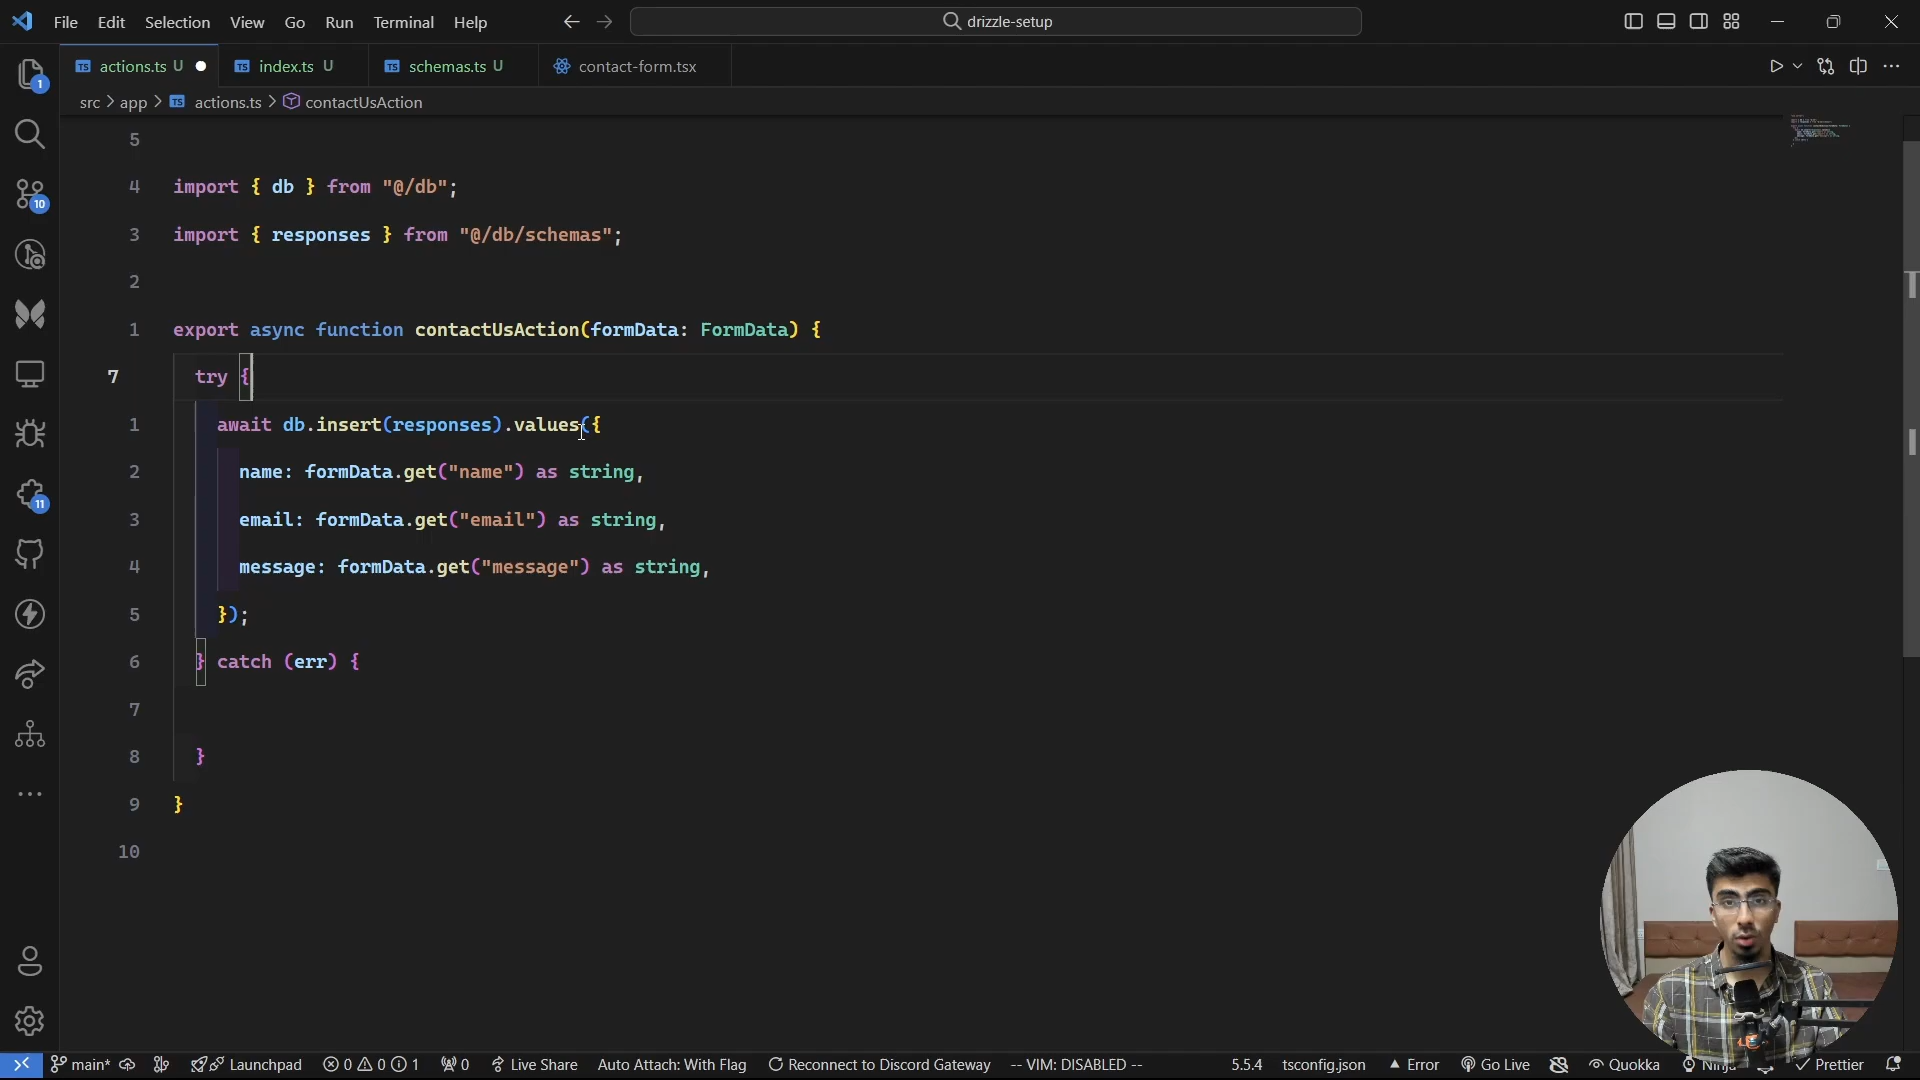 File Edit Selection View Go Run Terminal Help drizzle-setup
actions.ts U index.ts U schemas.ts U contact-form.tsx
src > app > actions.ts > contactUsAction
5
4 import { db } from "@/db";
3 import { responses } from "@/db/schemas";
2
1 export async function contactUsAction(formData: FormData) {
7 try {
1 await db.insert(responses).values({
2 name: formData.get("name") as string,
3 email: formData.get("email") as string,
4 message: formData.get("message") as string,
5 });
6 } catch (err) {
7
8 }
9 }
10
1
10
11
main* Launchpad 0 0 1 0 Live Share Auto Attach: With Flag Reconnect to Discord Gateway -- VIM: DISABLED -- 5.5.4 tsconfig.json Error Go Live Quokka Prettier